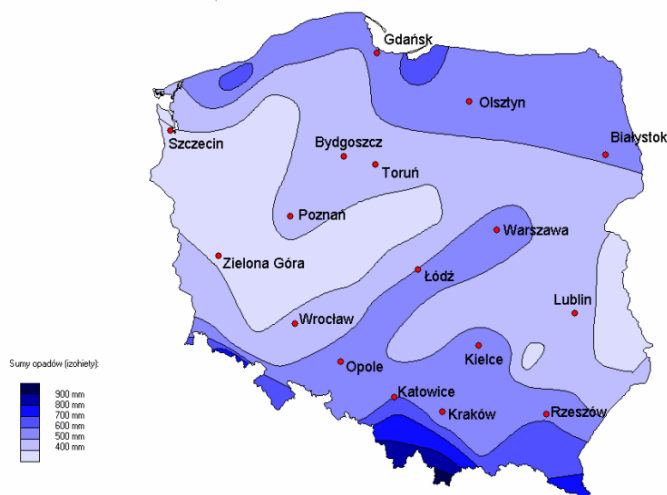 Gdańsk
Olsztyn
Białystok
Szczecin
Bydgoszcz
Toruń
Poznań
Warszawa
Zielona Góra
Łódź
Lublin
Wrocław
Sumy opadów (izohiety):
Opole
Kielce
Katowice
Kraków
Rzeszów
900 mm
800 mm
700 mm
600 mm
500 mm
400 mm